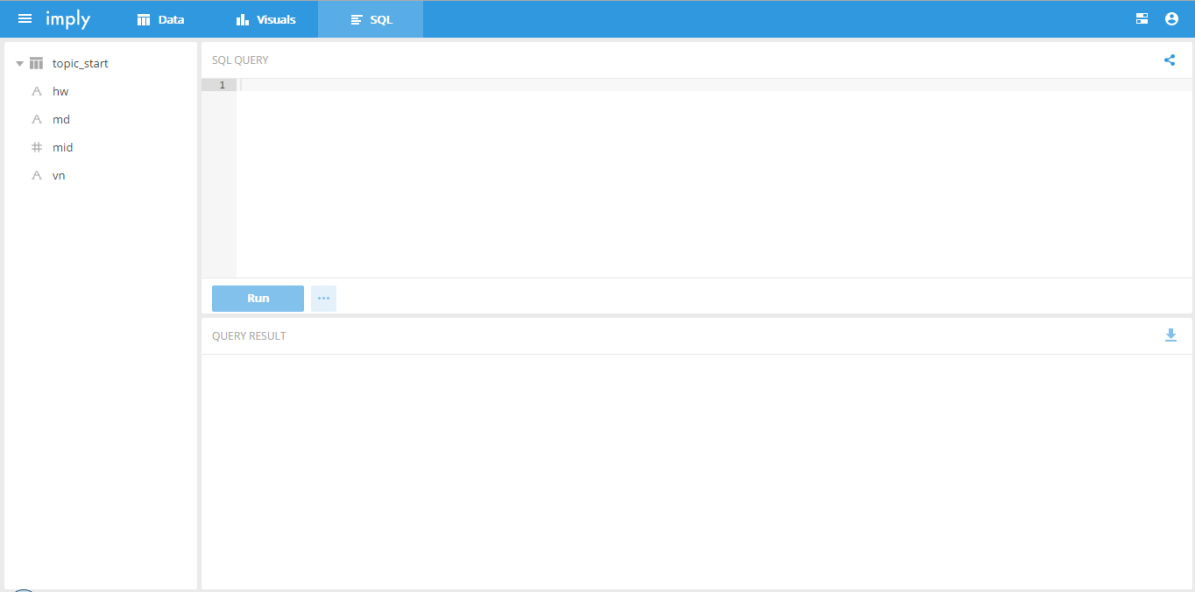 imply Data Visuals SQL
topic_start
hw
md
mid
vn
SQL QUERY
1
Run ...
QUERY RESULT